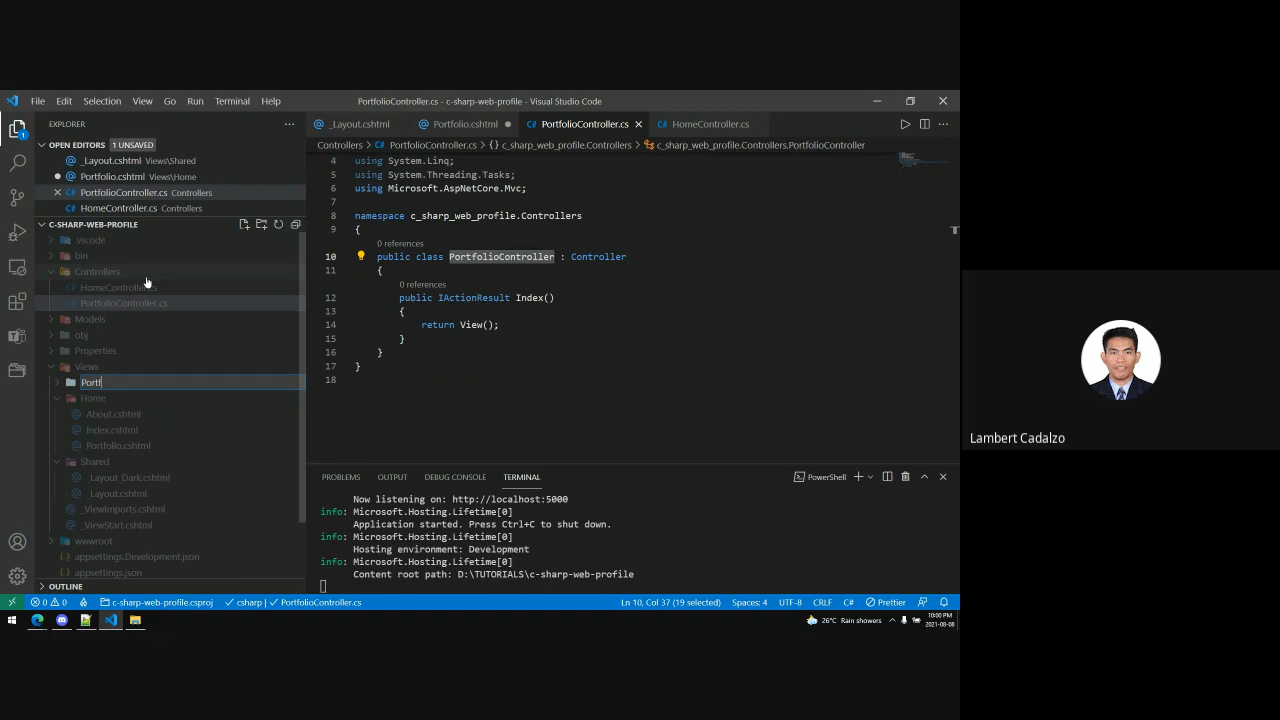 File Edit Selection View Go Run Terminal Help
PortfolioController.cs - c-sharp-web-profile - Visual Studio Code
EXPLORER
1
OPEN EDITORS 1 UNSAVED
_Layout.cshtml Views\Shared
Portfolio.cshtml Views\Home
PortfolioController.cs Controllers
HomeController.cs Controllers
C-SHARP-WEB-PROFILE
.vscode
bin
Controllers
HomeController.cs
PortfolioController.cs
Models
obj
Properties
Views
Portf
Home
About.cshtml
Index.cshtml
Portfolio.cshtml
Shared
_Layout_Dark.cshtml
_Layout.cshtml
_ViewImports.cshtml
_ViewStart.cshtml
wwwroot
appsettings.Development.json
appsettings.json
OUTLINE
_Layout.cshtml Portfolio.cshtml PortfolioController.cs HomeController.cs
Controllers > PortfolioController.cs > {} c_sharp_web_profile.Controllers > c_sharp_web_profile.Controllers.PortfolioController
4 using System.Linq;
5 using System.Threading.Tasks;
6 using Microsoft.AspNetCore.Mvc;
7
8 namespace c_sharp_web_profile.Controllers
9 {
0 references
10 public class PortfolioController : Controller
11 {
0 references
12 public IActionResult Index()
13 {
14 return View();
15 }
16 }
17 }
18
PROBLEMS OUTPUT DEBUG CONSOLE TERMINAL PowerShell
Now listening on: http://localhost:5000
info: Microsoft.Hosting.Lifetime[0]
Application started. Press Ctrl+C to shut down.
info: Microsoft.Hosting.Lifetime[0]
Hosting environment: Development
info: Microsoft.Hosting.Lifetime[0]
Content root path: D:\TUTORIALS\c-sharp-web-profile
0 0 c-sharp-web-profile.csproj csharp PortfolioController.cs Ln 10, Col 37 (19 selected) Spaces: 4 UTF-8 CRLF C# Prettier
26°C Rain showers
10:00 PM
2021-08-08
Lambert Cadalzo